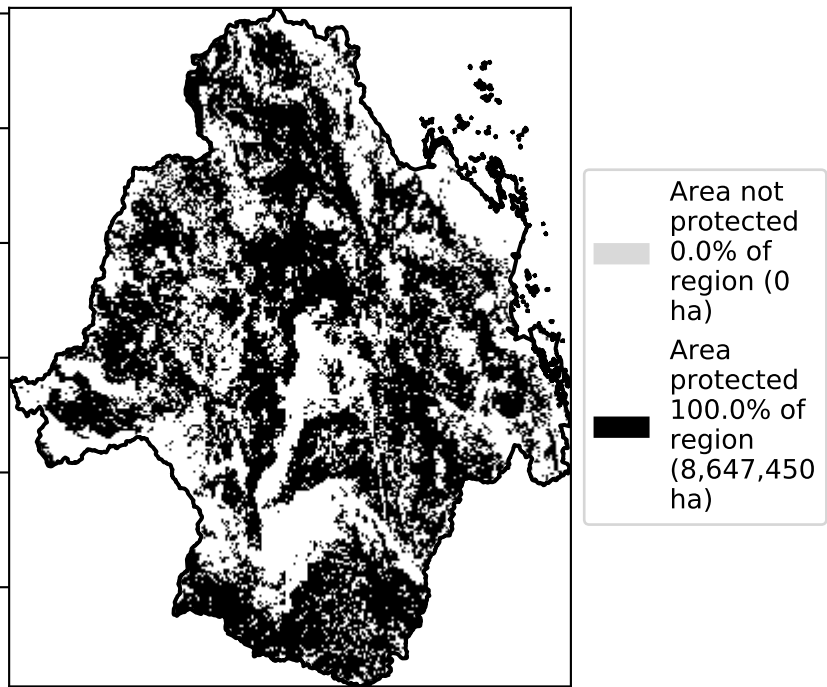 Area not
protected
0.0% of
region (0
ha)
Area
protected
100.0% of
region
(8,647,450
ha)